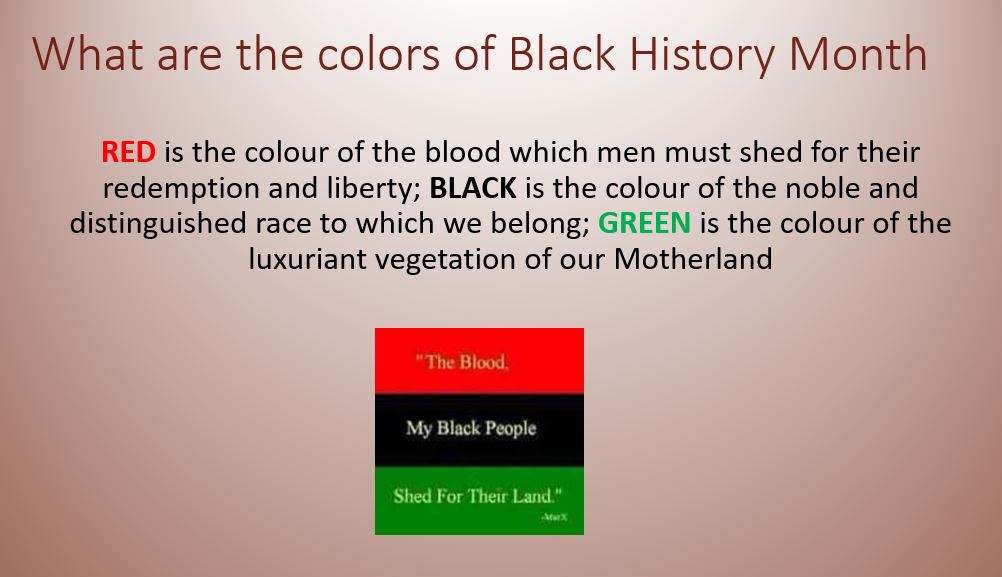 What are the colors of Black History Month
RED is the colour of the blood which men must shed for their
redemption and liberty; BLACK is the colour of the noble and
distinguished race to which we belong; GREEN is the colour of the
luxuriant vegetation of our Motherland
"The Blood,
My Black People
Shed For Their Land."
-MarX